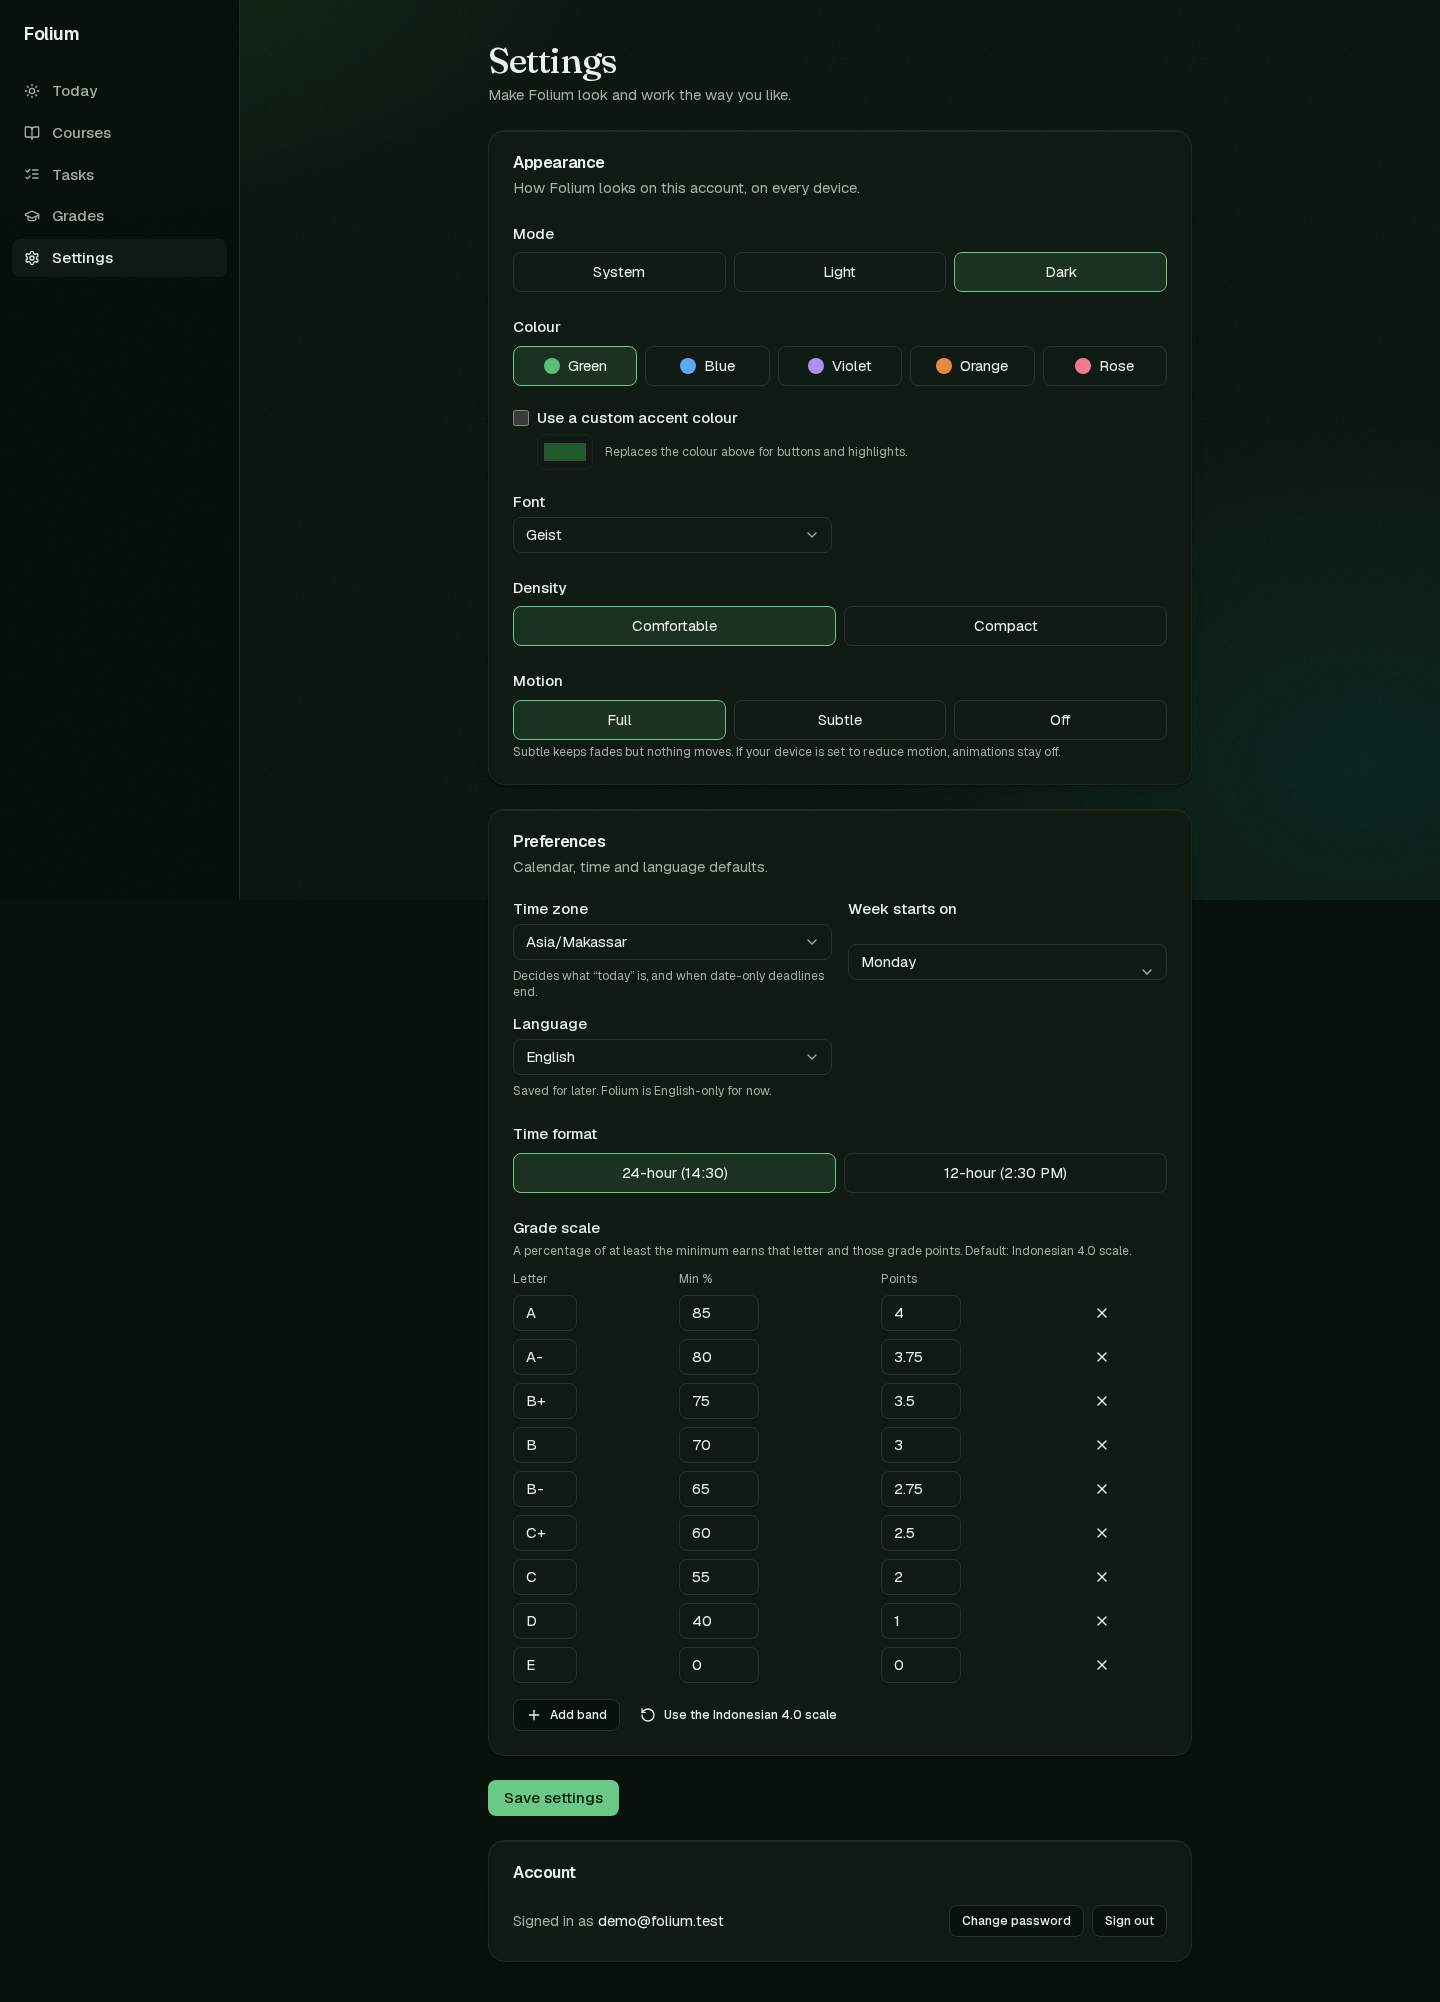 Folium
Today
Courses
Tasks
Grades
Settings
Settings
Make Folium look and work the way you like.
Appearance
How Folium looks on this account, on every device.
Mode
System Light Dark
Colour
Green Blue Violet Orange Rose
Use a custom accent colour
Replaces the colour above for buttons and highlights.
Font
Geist
Density
Comfortable Compact
Motion
Full Subtle Off
Subtle keeps fades but nothing moves. If your device is set to reduce motion, animations stay off.
Preferences
Calendar, time and language defaults.
Time zone Week starts on
Asia/Makassar Monday
Decides what “today” is, and when date-only deadlines
end.
Language
English
Saved for later. Folium is English-only for now.
Time format
24-hour (14:30) 12-hour (2:30 PM)
Grade scale
A percentage of at least the minimum earns that letter and those grade points. Default: Indonesian 4.0 scale.
Letter Min % Points
A 85 4
A- 80 3.75
B+ 75 3.5
B 70 3
B- 65 2.75
C+ 60 2.5
C 55 2
D 40 1
E 0 0
Add band Use the Indonesian 4.0 scale
Save settings
Account
Signed in as demo@folium.test Change password Sign out